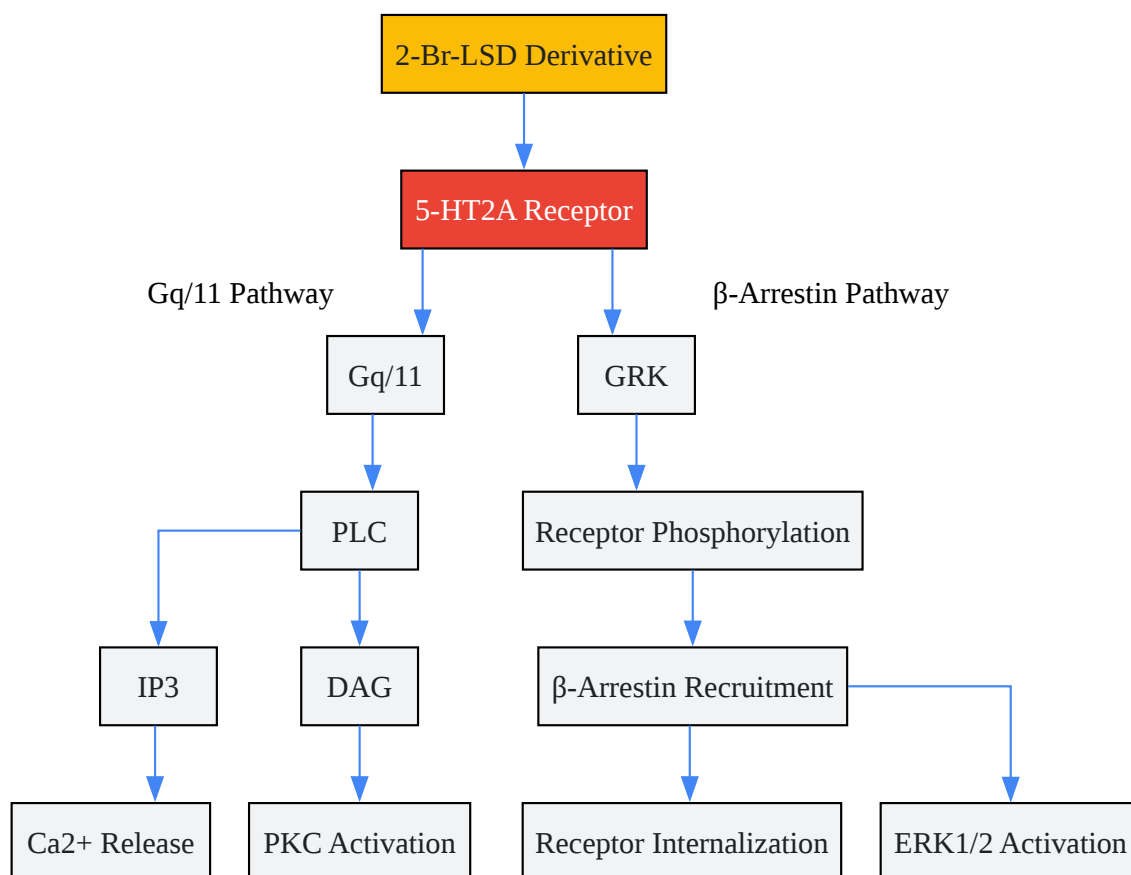 2-Br-LSD Derivative
5-HT2A Receptor
Gq/11 Pathway
β-Arrestin Pathway
Gq/11
GRK
PLC
Receptor Phosphorylation
IP3
DAG
β-Arrestin Recruitment
Ca2+ Release
PKC Activation
Receptor Internalization
ERK1/2 Activation